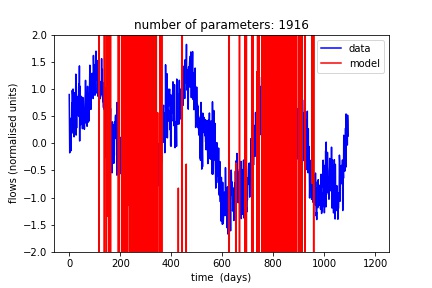 number of parameters: 1916
2.0
1.5
1.0
0.5
0.0
−0.5
−1.0
−1.5
−2.0
flows (normalised units)
data
model
0 200 400 600 800 1000 1200
time (days)